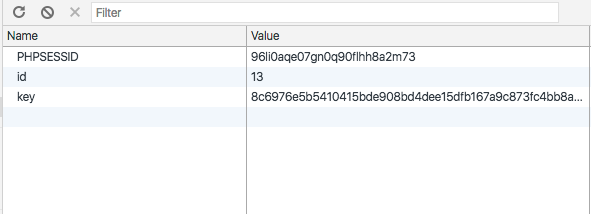 Filter
Name Value
PHPSESSID 96li0aqe07gn0q90flhh8a2m73
id 13
key 8c6976e5b5410415bde908bd4dee15dfb167a9c873fc4bb8a...